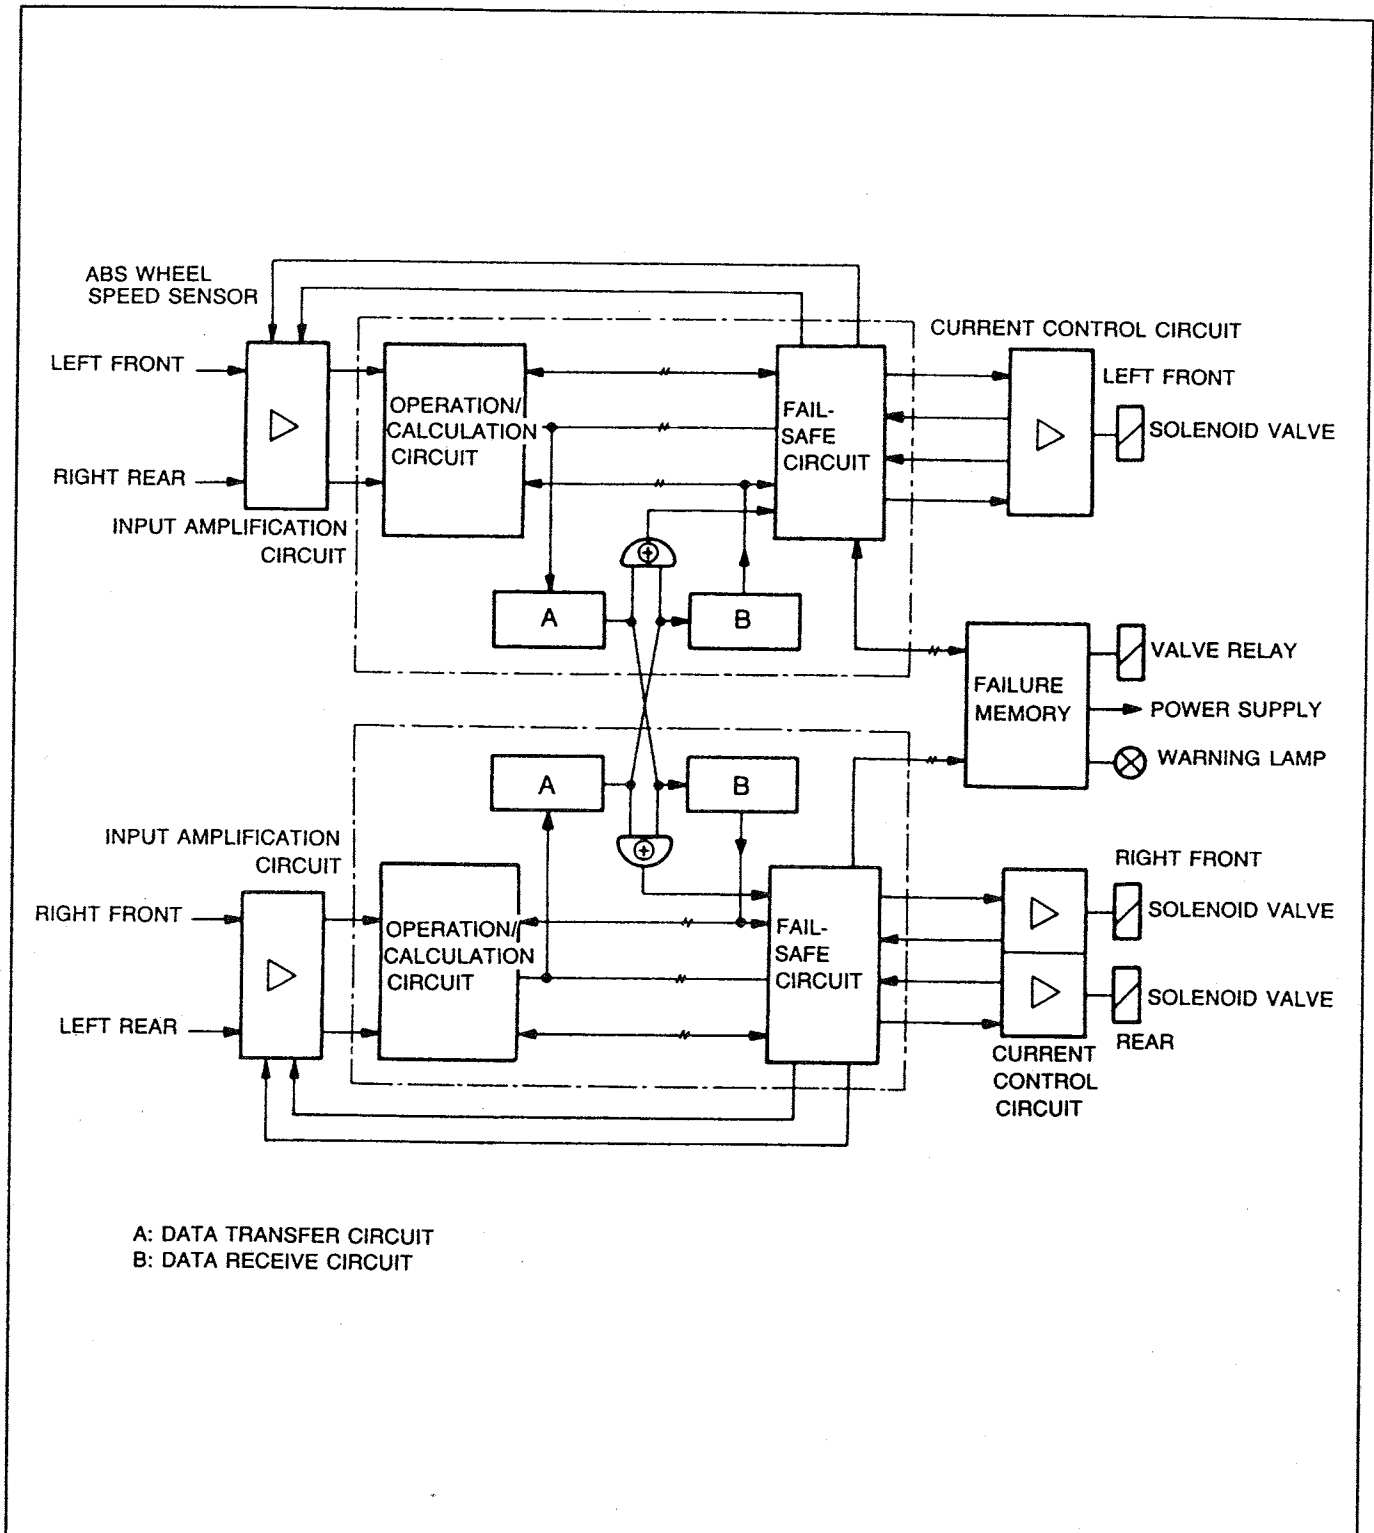 ABS WHEEL
SPEED SENSOR
LEFT FRONT
RIGHT REAR
INPUT AMPLIFICATION
CIRCUIT
OPERATION/
CALCULATION
CIRCUIT
FAIL-
SAFE
CIRCUIT
CURRENT CONTROL CIRCUIT
LEFT FRONT
SOLENOID VALVE
A
B
FAILURE
MEMORY
VALVE RELAY
POWER SUPPLY
WARNING LAMP
A
B
INPUT AMPLIFICATION
CIRCUIT
RIGHT FRONT
LEFT REAR
OPERATION/
CALCULATION
CIRCUIT
FAIL-
SAFE
CIRCUIT
RIGHT FRONT
SOLENOID VALVE
SOLENOID VALVE
REAR
CURRENT
CONTROL
CIRCUIT
A: DATA TRANSFER CIRCUIT
B: DATA RECEIVE CIRCUIT